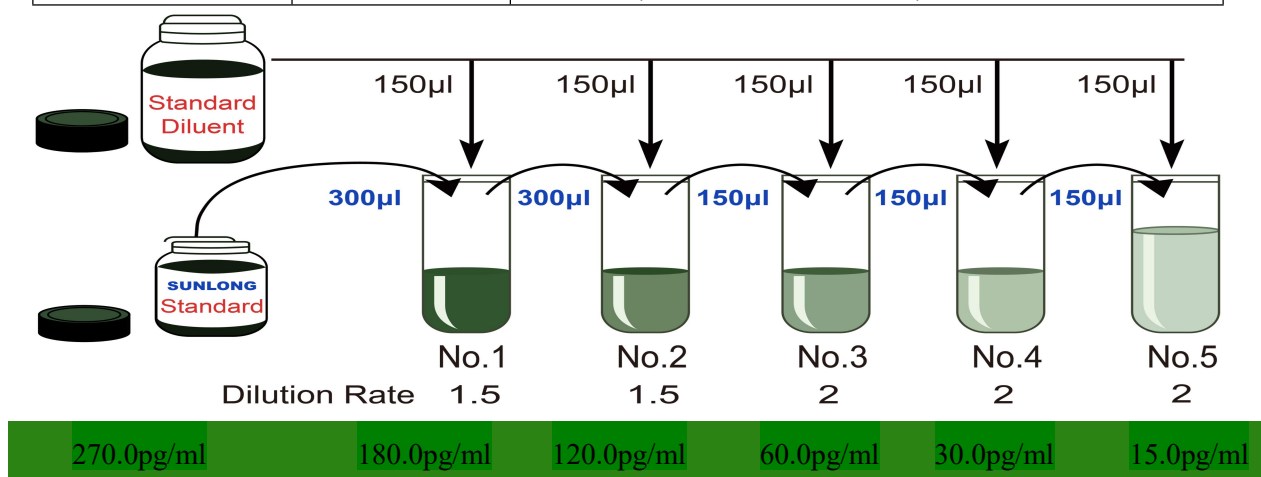 150µl 150µl 150µl 150µl 150µl
Standard
Diluent
300µl 300µl 150µl 150µl 150µl
SUNLONG
Standard
No.1 No.2 No.3 No.4 No.5
Dilution Rate 1.5 1.5 2 2 2
270.0pg/ml 180.0pg/ml 120.0pg/ml 60.0pg/ml 30.0pg/ml 15.0pg/ml